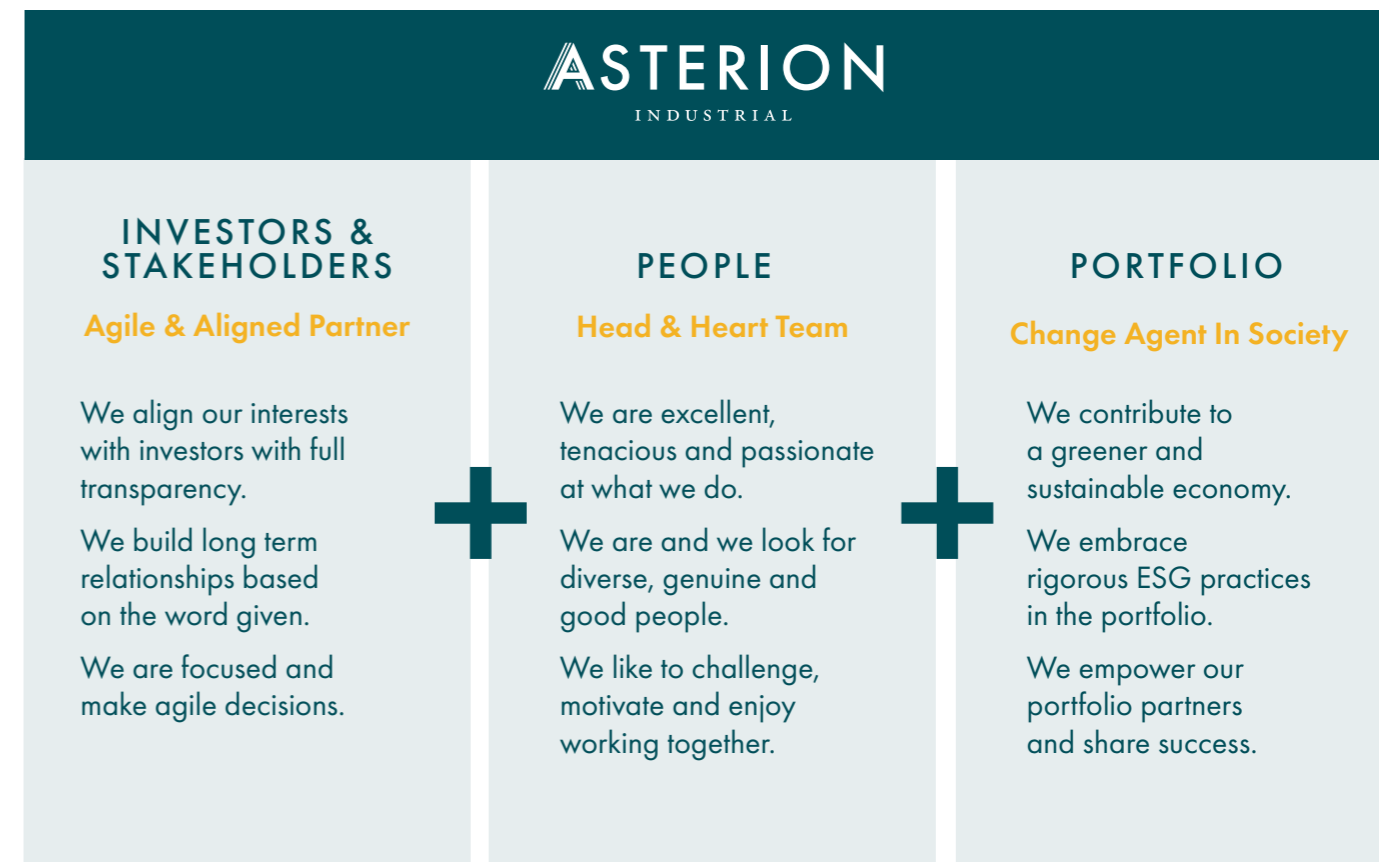 ASTERION
INDUSTRIAL
INVESTORS &
STAKEHOLDERS
Agile & Aligned Partner
We align our interests
with investors with full
transparency.
We build long term
relationships based
on the word given.
We are focused and
make agile decisions.
PEOPLE
Head & Heart Team
We are excellent,
tenacious and passionate
at what we do.
We are and we look for
diverse, genuine and
good people.
We like to challenge,
motivate and enjoy
working together.
PORTFOLIO
Change Agent In Society
We contribute to
a greener and
sustainable economy.
We embrace
rigorous ESG practices
in the portfolio.
We empower our
portfolio partners
and share success.